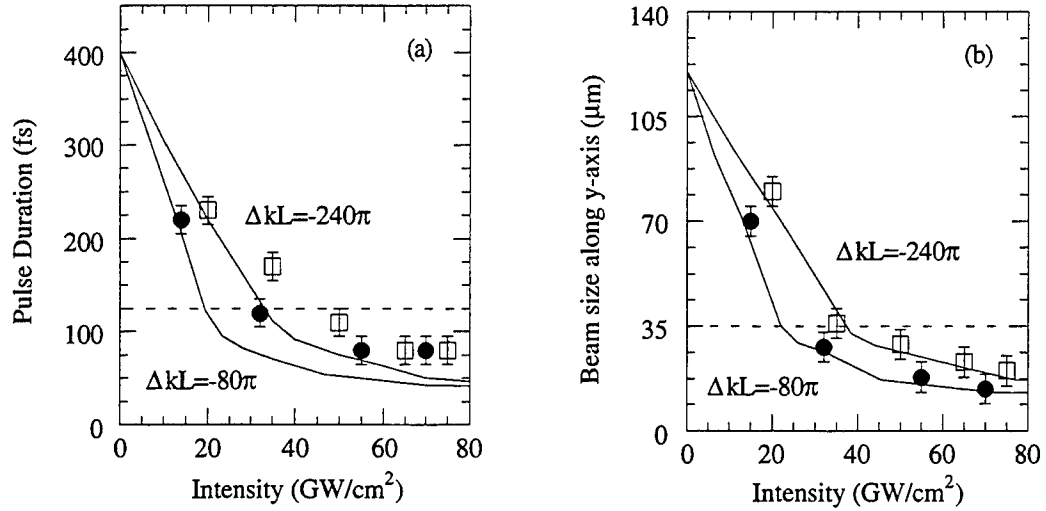 (a)
Pulse Duration (fs)
400
300
200
100
0
ΔkL=-240π
ΔkL=-80π
0 20 40 60 80
Intensity (GW/cm²)
(b)
Beam size along y-axis (μm)
140
105
70
35
0
ΔkL=-240π
ΔkL=-80π
0 20 40 60 80
Intensity (GW/cm²)